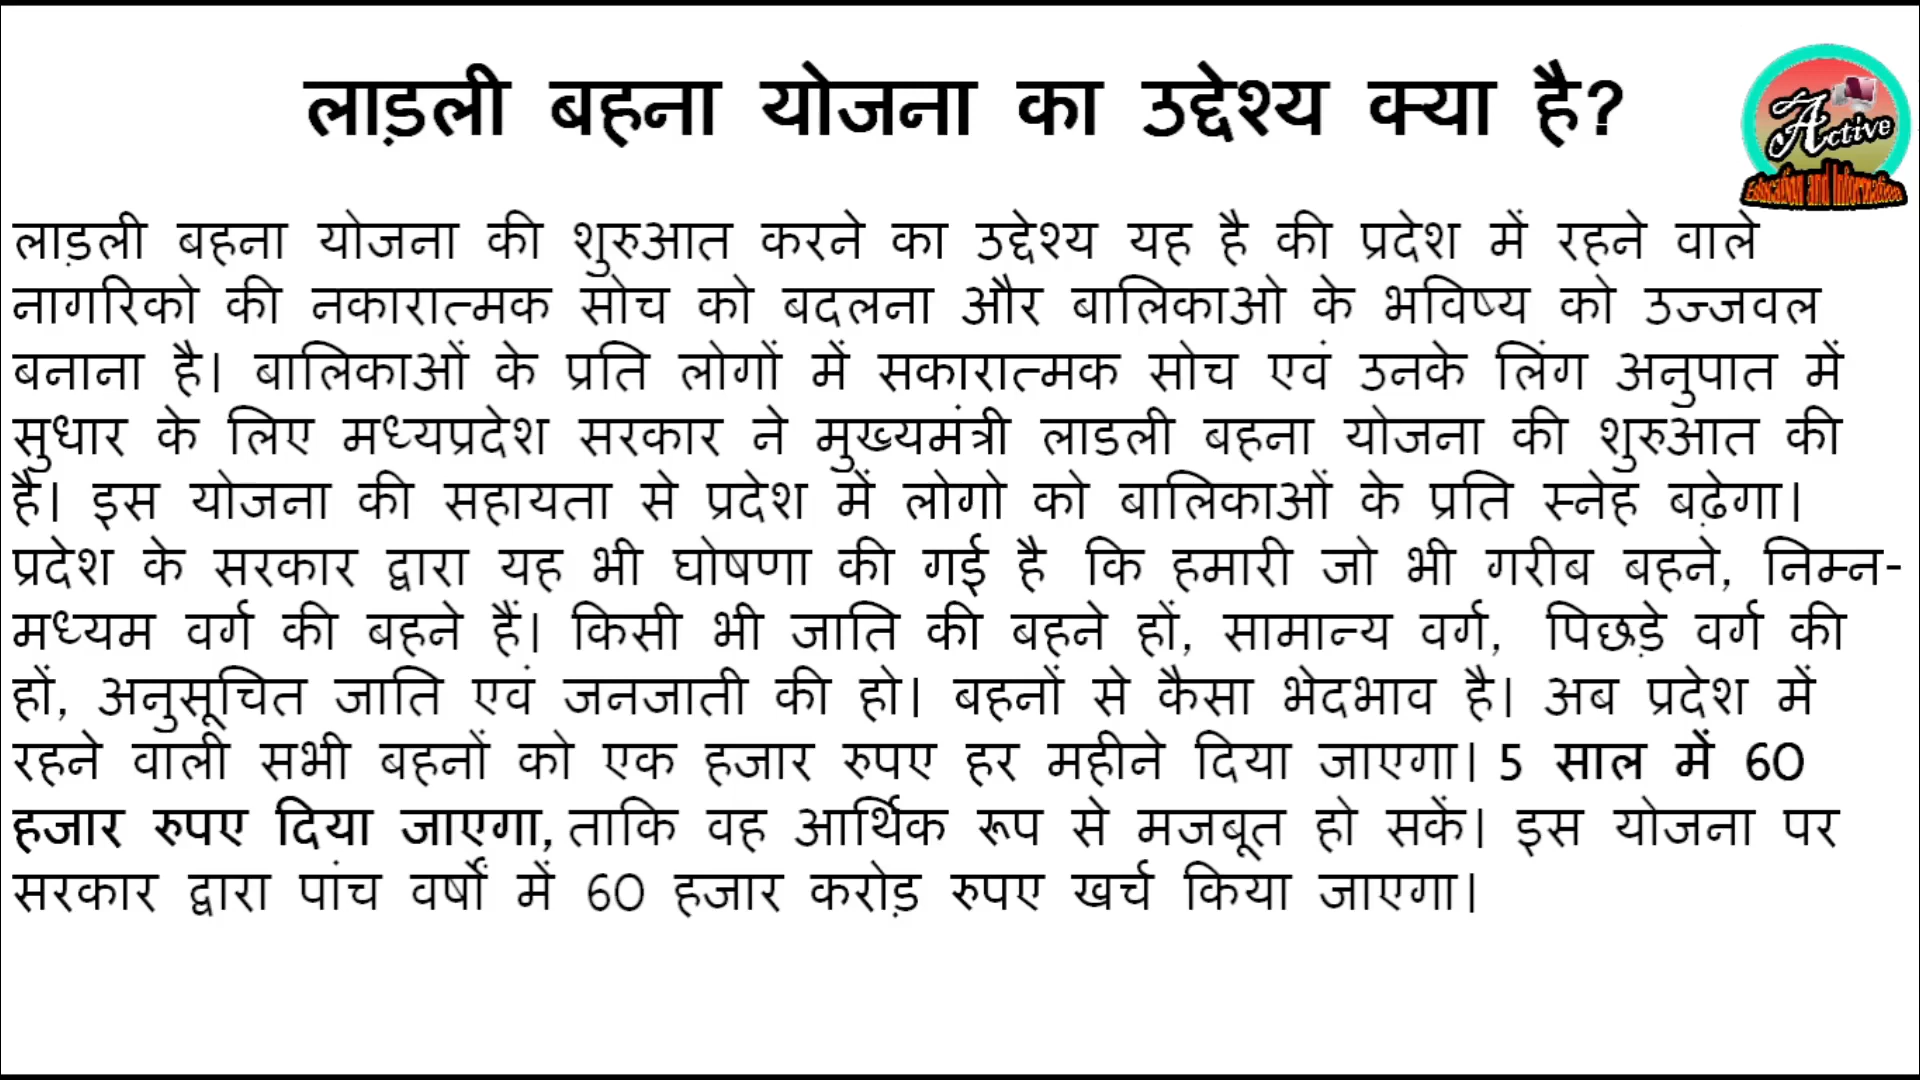 लाड़ली बहना योजना का उद्देश्य क्या है?
Active
Education and Information
लाड़ली बहना योजना की शुरुआत करने का उद्देश्य यह है की प्रदेश में रहने वाले
नागरिको की नकारात्मक सोच को बदलना और बालिकाओ के भविष्य को उज्जवल
बनाना है। बालिकाओं के प्रति लोगों में सकारात्मक सोच एवं उनके लिंग अनुपात में
सुधार के लिए मध्यप्रदेश सरकार ने मुख्यमंत्री लाडली बहना योजना की शुरुआत की
है। इस योजना की सहायता से प्रदेश में लोगो को बालिकाओं के प्रति स्नेह बढ़ेगा।
प्रदेश के सरकार द्वारा यह भी घोषणा की गई है कि हमारी जो भी गरीब बहने, निम्न-
मध्यम वर्ग की बहने हैं। किसी भी जाति की बहने हों, सामान्य वर्ग, पिछड़े वर्ग की
हों, अनुसूचित जाति एवं जनजाती की हो। बहनों से कैसा भेदभाव है। अब प्रदेश में
रहने वाली सभी बहनों को एक हजार रुपए हर महीने दिया जाएगा। 5 साल में 60
हजार रुपए दिया जाएगा, ताकि वह आर्थिक रूप से मजबूत हो सकें। इस योजना पर
सरकार द्वारा पांच वर्षों में 60 हजार करोड़ रुपए खर्च किया जाएगा।